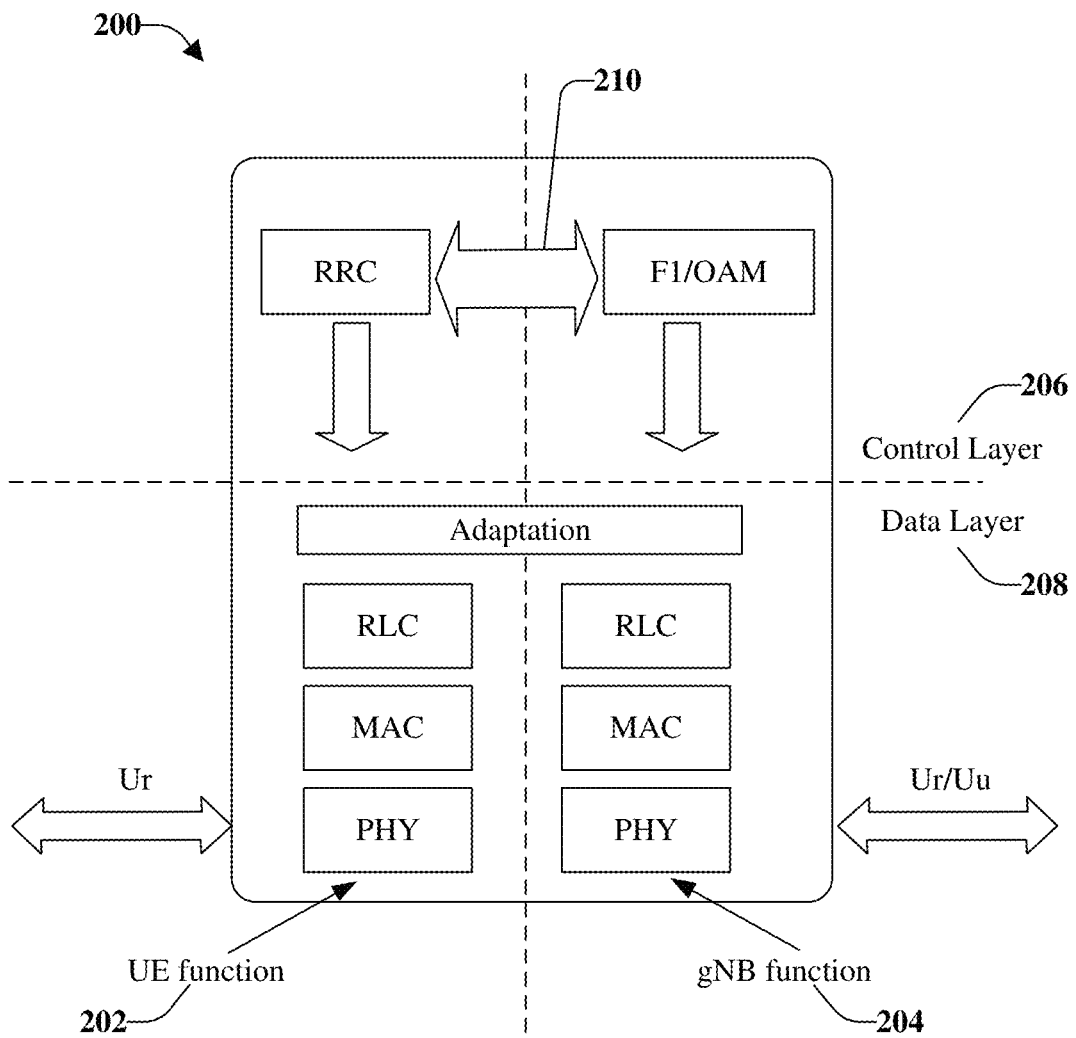 200
210
RRC
F1/OAM
206
Control Layer
Data Layer
208
Adaptation
RLC
RLC
MAC
MAC
Ur
Ur/Uu
PHY
PHY
UE function
gNB function
202
204